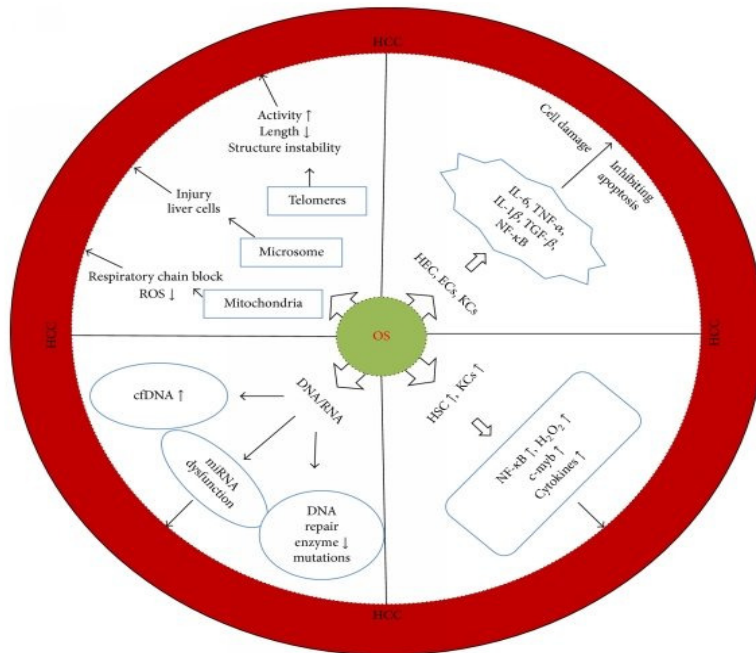 HCC
Activity ↑
Length ↓
Structure instability
Telomeres
Injury
liver cells
Microsome
Respiratory chain block
ROS ↓
Mitochondria
Cell damage
Inhibiting
apoptosis
IL-6, TNF-α,
IL-1β, TGF-β,
NF-κB
HEC, ECs, KCs
HCC
OS
HCC
cfDNA ↑
DNA/RNA
miRNA
dysfunction
DNA
repair
enzyme ↓
mutations
HSC ↑, KCs ↑
NF-κB ↑, H₂O₂ ↑
c-myb ↑
Cytokines ↑
HCC